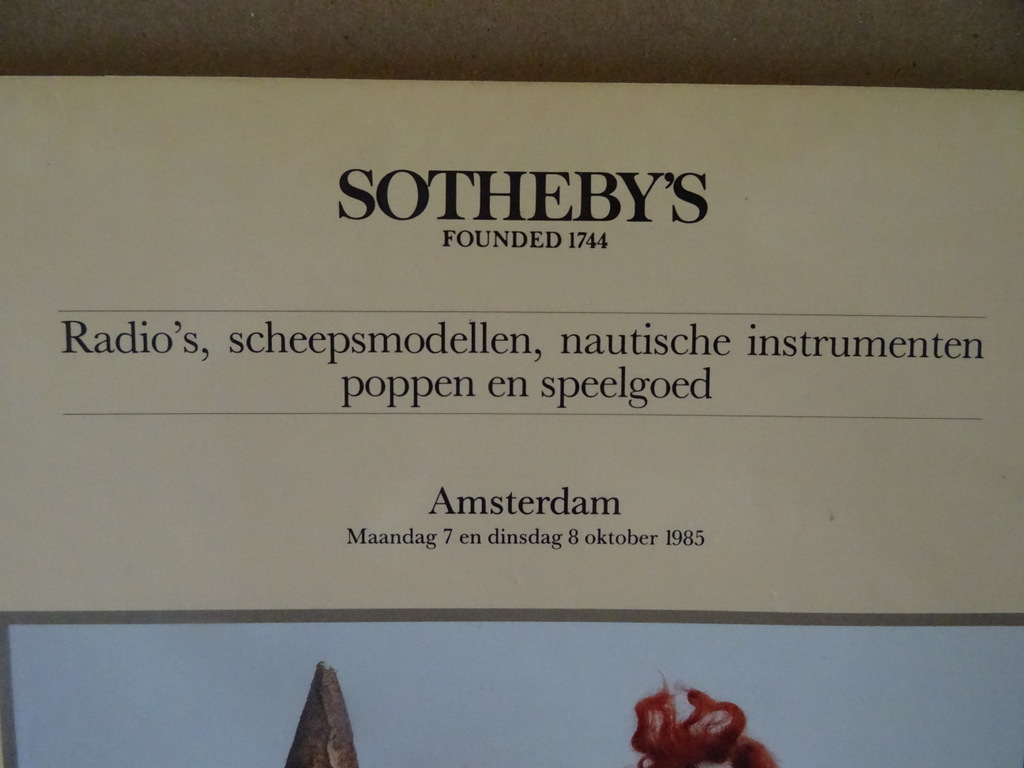 SOTHEBY'S
FOUNDED 1744
Radio's, scheepsmodellen, nautische instrumenten
poppen en speelgoed
Amsterdam
Maandag 7 en dinsdag 8 oktober 1985